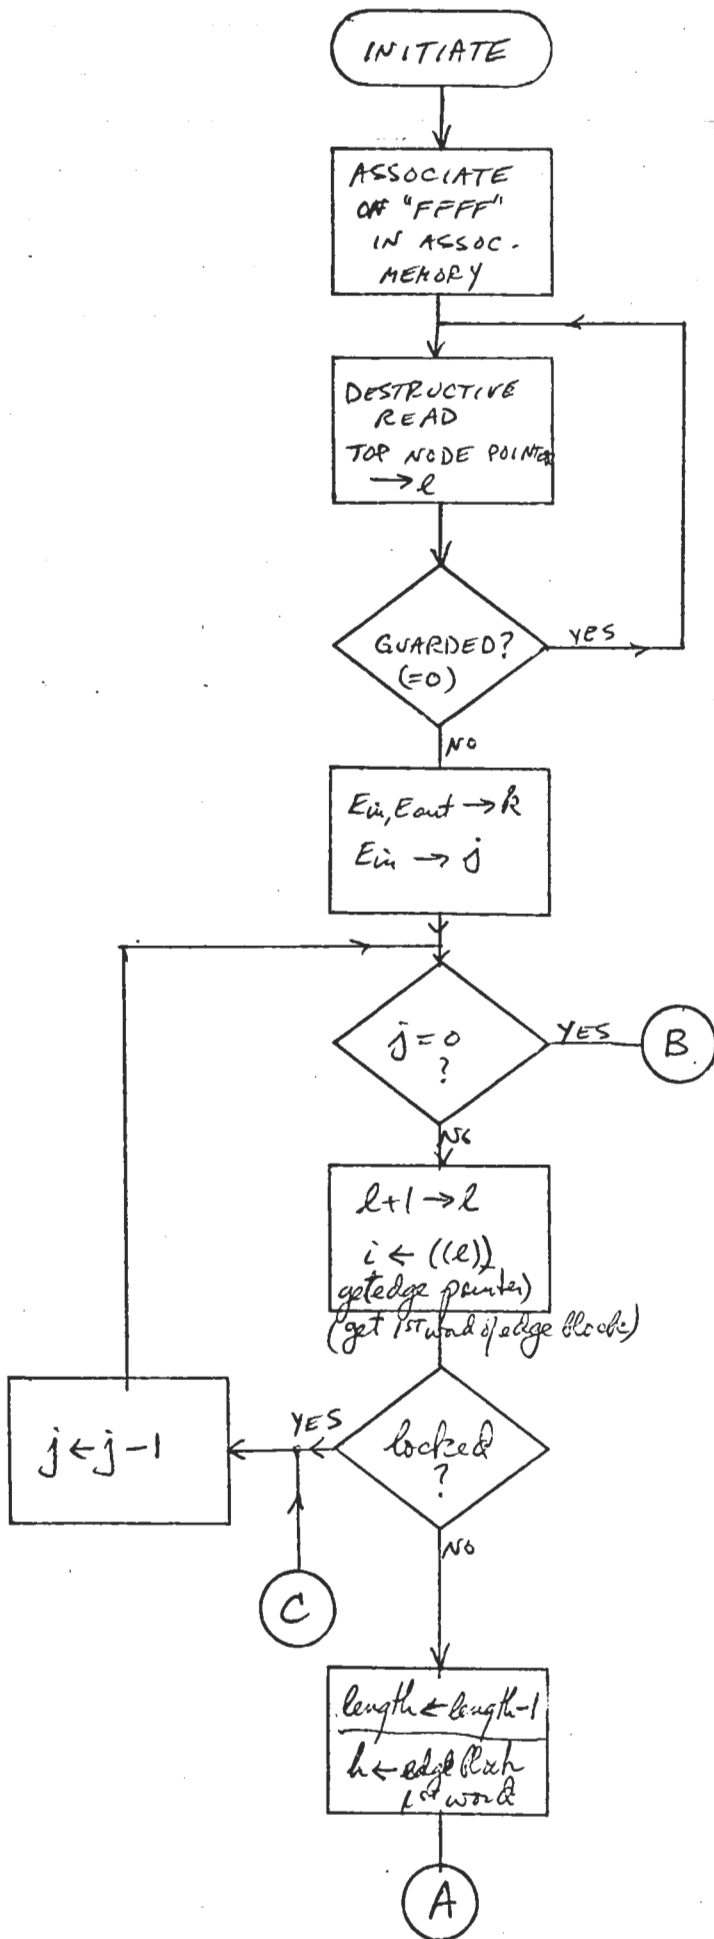 INITIATE
ASSOCIATE
ON "FFFF"
IN ASSOC.
MEMORY
DESTRUCTIVE
READ
TOP NODE POINTER
→ l
GUARDED?
(=0)
YES
NO
Ein, Eout → k
Ein → j
j = 0
?
YES
B
NO
l+1 → l
i ← ((l))
get edge pointer)
(get 1ST word of edge block)
locked
?
YES
j ← j - 1
C
NO
length ← length-1
h ← edge block
1st word
A